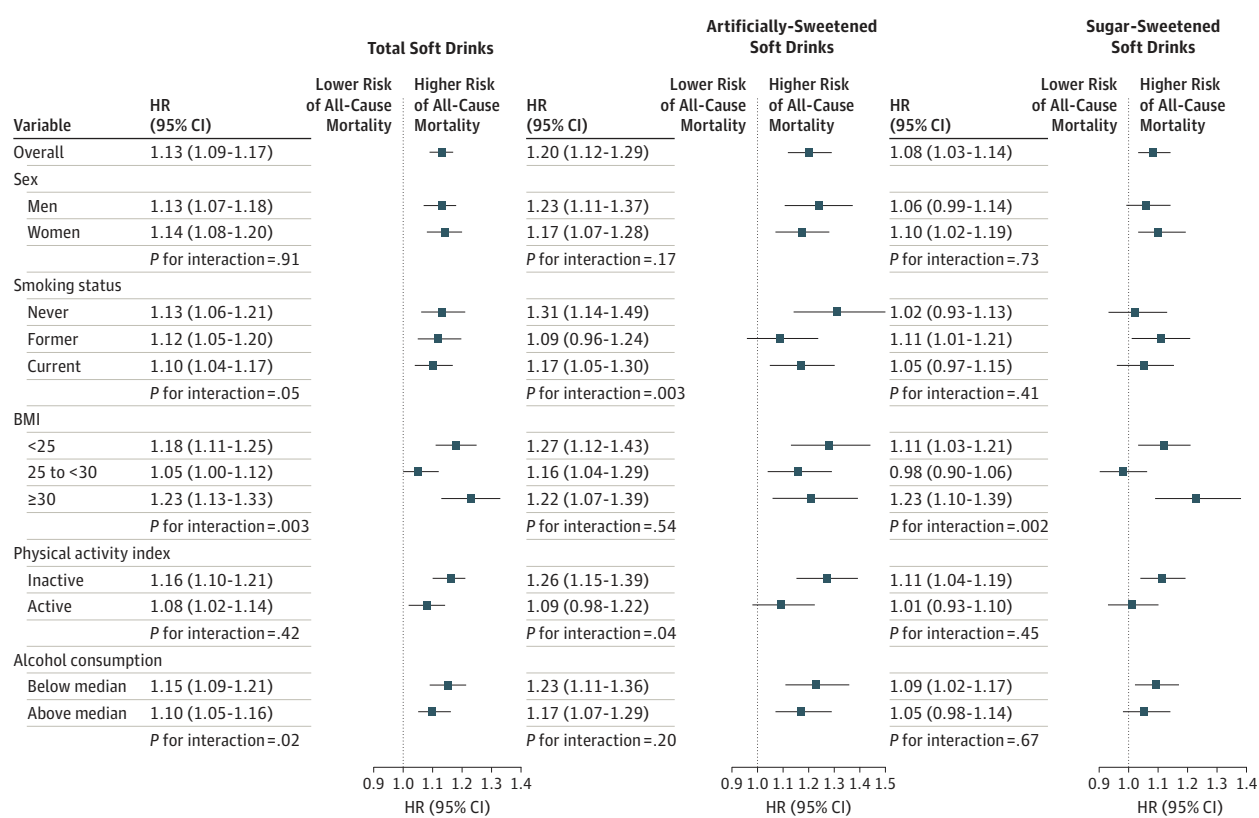 Total Soft Drinks
Artificially-Sweetened
Soft Drinks
Sugar-Sweetened
Soft Drinks
Variable
HR
(95% CI)
Lower Risk
of All-Cause
Mortality
Higher Risk
of All-Cause
Mortality
HR
(95% CI)
Lower Risk
of All-Cause
Mortality
Higher Risk
of All-Cause
Mortality
HR
(95% CI)
Lower Risk
of All-Cause
Mortality
Higher Risk
of All-Cause
Mortality
Overall 1.13 (1.09-1.17) 1.20 (1.12-1.29) 1.08 (1.03-1.14)
Sex
Men 1.13 (1.07-1.18) 1.23 (1.11-1.37) 1.06 (0.99-1.14)
Women 1.14 (1.08-1.20) 1.17 (1.07-1.28) 1.10 (1.02-1.19)
P for interaction=.91 P for interaction=.17 P for interaction=.73
Smoking status
Never 1.13 (1.06-1.21) 1.31 (1.14-1.49) 1.02 (0.93-1.13)
Former 1.12 (1.05-1.20) 1.09 (0.96-1.24) 1.11 (1.01-1.21)
Current 1.10 (1.04-1.17) 1.17 (1.05-1.30) 1.05 (0.97-1.15)
P for interaction=.05 P for interaction=.003 P for interaction=.41
BMI
<25 1.18 (1.11-1.25) 1.27 (1.12-1.43) 1.11 (1.03-1.21)
25 to <30 1.05 (1.00-1.12) 1.16 (1.04-1.29) 0.98 (0.90-1.06)
≥30 1.23 (1.13-1.33) 1.22 (1.07-1.39) 1.23 (1.10-1.39)
P for interaction=.003 P for interaction=.54 P for interaction=.002
Physical activity index
Inactive 1.16 (1.10-1.21) 1.26 (1.15-1.39) 1.11 (1.04-1.19)
Active 1.08 (1.02-1.14) 1.09 (0.98-1.22) 1.01 (0.93-1.10)
P for interaction=.42 P for interaction=.04 P for interaction=.45
Alcohol consumption
Below median 1.15 (1.09-1.21) 1.23 (1.11-1.36) 1.09 (1.02-1.17)
Above median 1.10 (1.05-1.16) 1.17 (1.07-1.29) 1.05 (0.98-1.14)
P for interaction=.02 P for interaction=.20 P for interaction=.67
0.9 1.0 1.1 1.2 1.3 1.4 0.9 1.0 1.1 1.2 1.3 1.4 1.5 0.9 1.0 1.1 1.2 1.3 1.4
HR (95% CI) HR (95% CI) HR (95% CI)